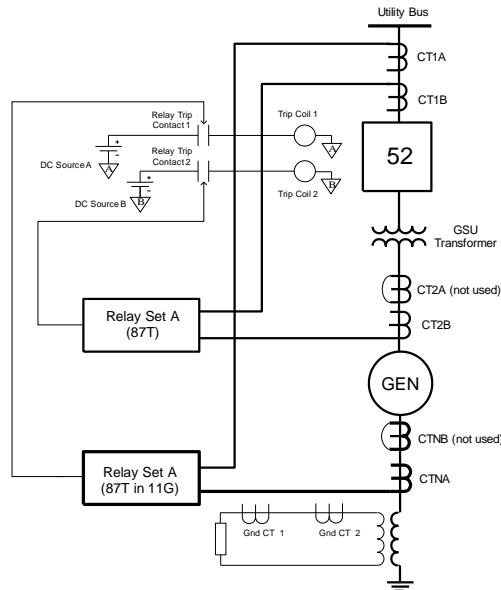 Utility Bus
CT1A
CT1B
Relay Trip
Contact 1
Trip Coil 1
A
+
-
DC Source A
A
Relay Trip
Contact 2
52
+
-
B
B
DC Source B
Trip Coil 2
GSU
Transformer
CT2A (not used)
Relay Set A
(87T)
CT2B
GEN
CTNB (not used)
Relay Set A
(87T in 11G)
CTNA
Gnd CT 1
Gnd CT 2